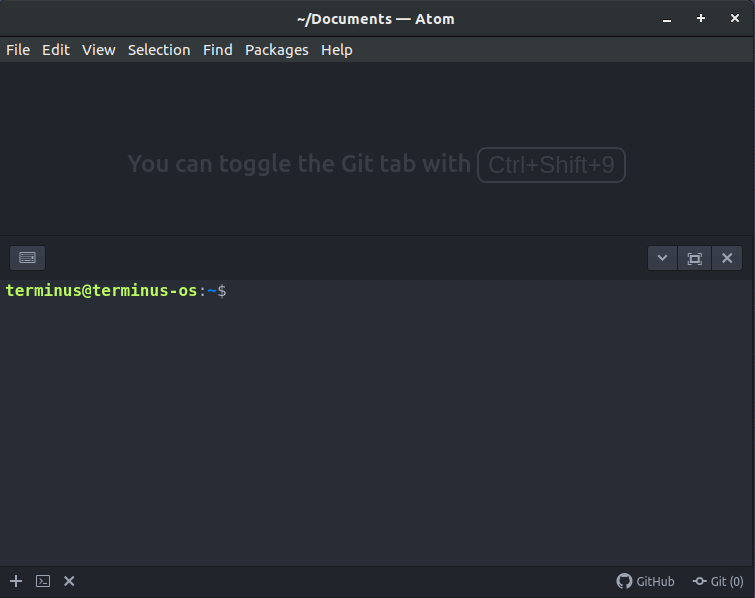 ~/Documents — Atom
File Edit View Selection Find Packages Help
You can toggle the Git tab with Ctrl+Shift+9
terminus@terminus-os:~$
GitHub Git (0)